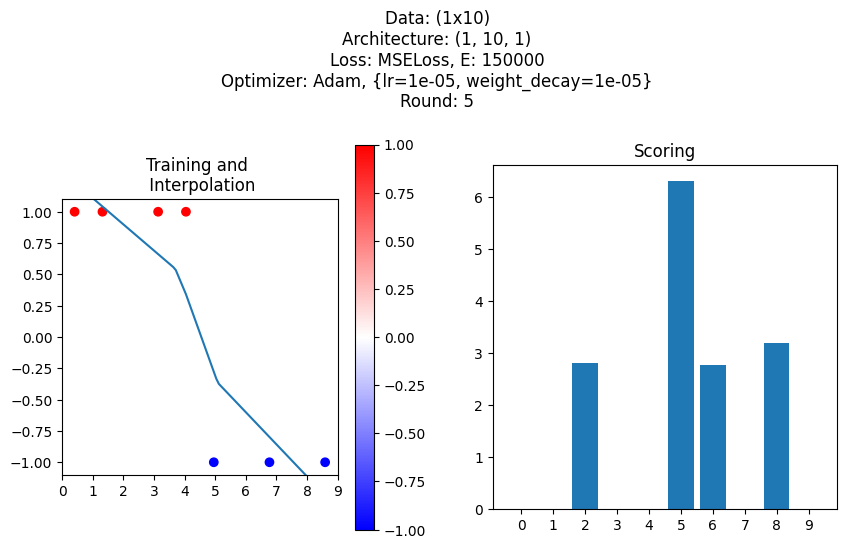 Data: (1x10)
Architecture: (1, 10, 1)
Loss: MSELoss, E: 150000
Optimizer: Adam, {lr=1e-05, weight_decay=1e-05}
Round: 5
Training and
Interpolation
1.00
0.75
0.50
0.25
0.00
−0.25
−0.50
−0.75
−1.00
0 1 2 3 4 5 6 7 8 9
1.00
0.75
0.50
0.25
0.00
−0.25
−0.50
−0.75
−1.00
Scoring
6
5
4
3
2
1
0
0 1 2 3 4 5 6 7 8 9